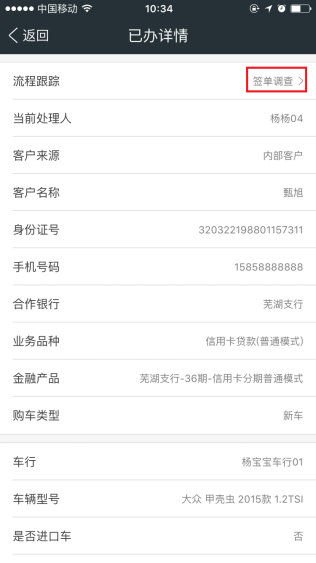 中国移动 10:34
返回 已办详情
流程跟踪 签单调查
当前处理人 杨杨04
客户来源 内部客户
客户名称 甄旭
身份证号 320322198801157311
手机号码 15858888888
合作银行 芜湖支行
业务品种 信用卡贷款(普通模式)
金融产品 芜湖支行-36期-信用卡分期普通模式
购车类型 新车
车行 杨宝宝车行01
车辆型号 大众 甲壳虫 2015款 1.2TSI
是否进口车 否